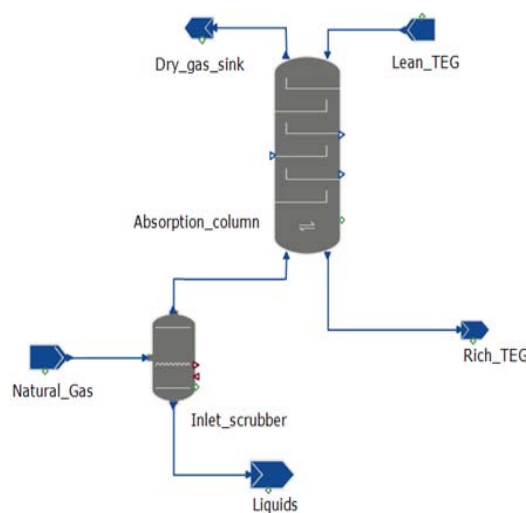 Dry_gas_sink
Lean_TEG
Absorption_column
Rich_TEG
Natural_Gas
Inlet_scrubber
Liquids